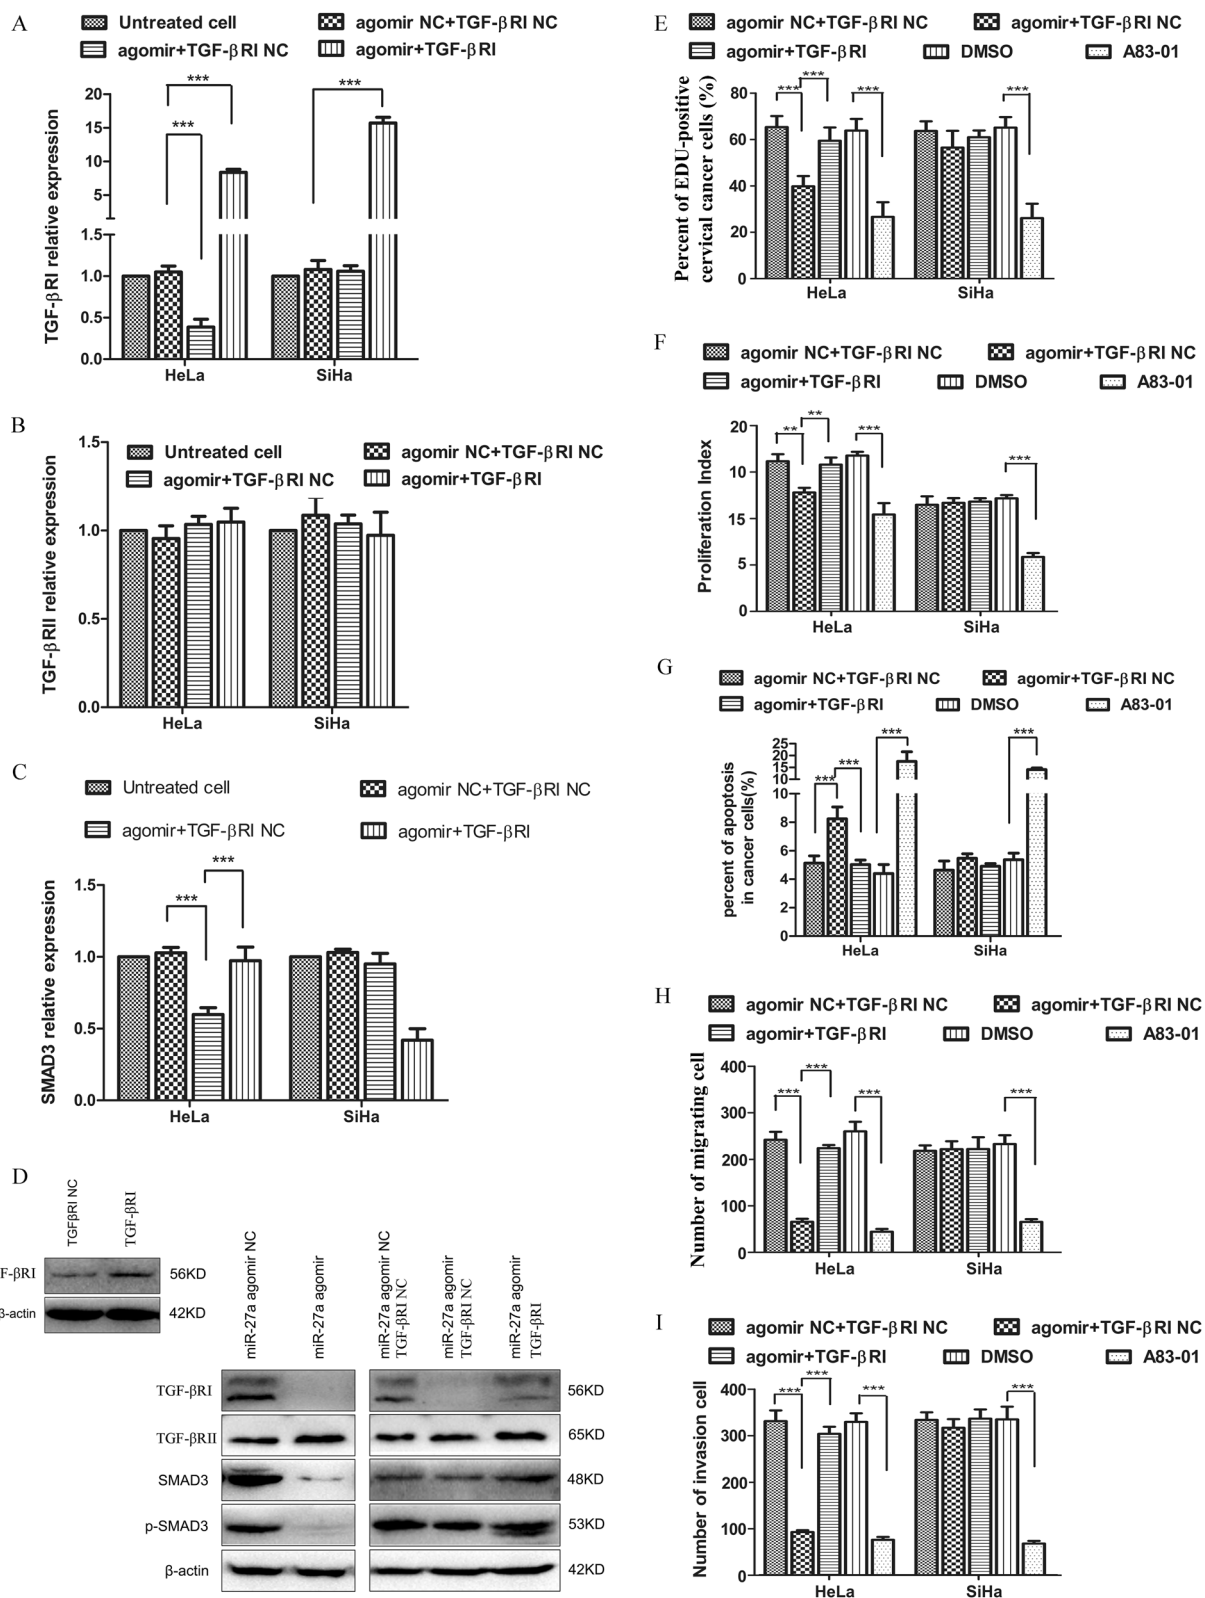 A
Untreated cell
agomir NC+TGF-βRI NC
agomir+TGF-βRI NC
agomir+TGF-βRI
TGF-βRI relative expression
20
15
10
5
1.5
1.0
0.5
0.0
***
***
***
HeLa
SiHa
B
Untreated cell
agomir NC+TGF-βRI NC
agomir+TGF-βRI NC
agomir+TGF-βRI
TGF-βRII relative expression
1.5
1.0
0.5
0.0
HeLa
SiHa
C
Untreated cell
agomir NC+TGF-βRI NC
agomir+TGF-βRI NC
agomir+TGF-βRI
SMAD3 relative expression
1.5
1.0
0.5
0.0
***
***
HeLa
SiHa
D
TGFβRI NC
TGF-βRI
F-βRI
56KD
β-actin
42KD
miR-27a agomir NC
miR-27a agomir
miR-27a agomir NC
TGF-βRI NC
miR-27a agomir
TGF-βRI NC
miR-27a agomir
TGF-βRI
TGF-βRI
56KD
TGF-βRII
65KD
SMAD3
48KD
p-SMAD3
53KD
β-actin
42KD
E
agomir NC+TGF-βRI NC
agomir+TGF-βRI NC
agomir+TGF-βRI
DMSO
A83-01
Percent of EDU-positive
cervical cancer cells (%)
80
60
40
20
0
***
***
***
***
HeLa
SiHa
F
agomir NC+TGF-βRI NC
agomir+TGF-βRI NC
agomir+TGF-βRI
DMSO
A83-01
Proliferation Index
20
10
15
5
0
**
**
***
***
HeLa
SiHa
G
agomir NC+TGF-βRI NC
agomir+TGF-βRI NC
agomir+TGF-βRI
DMSO
A83-01
percent of apoptosis
in cancer cells(%)
25
20
15
10
10
8
6
4
2
0
***
***
***
***
HeLa
SiHa
H
agomir NC+TGF-βRI NC
agomir+TGF-βRI NC
agomir+TGF-βRI
DMSO
A83-01
Number of migrating cell
400
300
200
100
0
***
***
***
***
HeLa
SiHa
I
agomir NC+TGF-βRI NC
agomir+TGF-βRI NC
agomir+TGF-βRI
DMSO
A83-01
Number of invasion cell
400
300
200
100
0
***
***
***
***
HeLa
SiHa